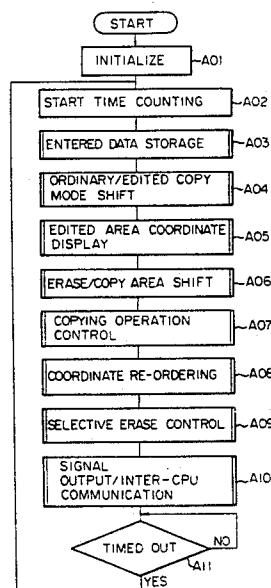 START
INITIALIZE
A01
START TIME COUNTING
A02
ENTERED DATA STORAGE
A03
ORDINARY/EDITED COPY
MODE SHIFT
A04
EDITED AREA COORDINATE
DISPLAY
A05
ERASE/COPY AREA SHIFT
A06
COPYING OPERATION
CONTROL
A07
COORDINATE RE-ORDERING
A08
SELECTIVE ERASE CONTROL
A09
SIGNAL
OUTPUT/INTER-CPU
COMMUNICATION
A10
TIMED OUT
NO
A11
YES